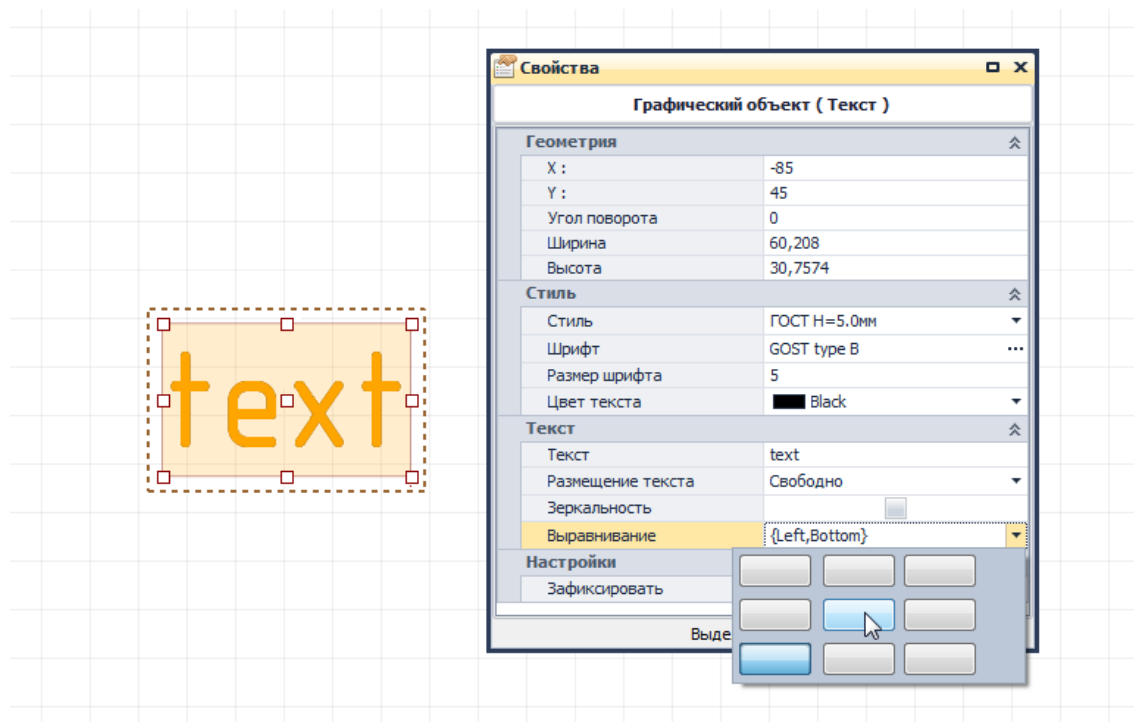 Свойства
Графический объект ( Текст )
Геометрия
X : -85
Y : 45
Угол поворота 0
Ширина 60,208
Высота 30,7574
Стиль
Стиль ГОСТ H=5.0мм
Шрифт GOST type B ...
Размер шрифта 5
Цвет текста Black
Текст
Текст text
Размещение текста Свободно
Зеркальность
Выравнивание {Left,Bottom}
Настройки
Зафиксировать
Выде
text